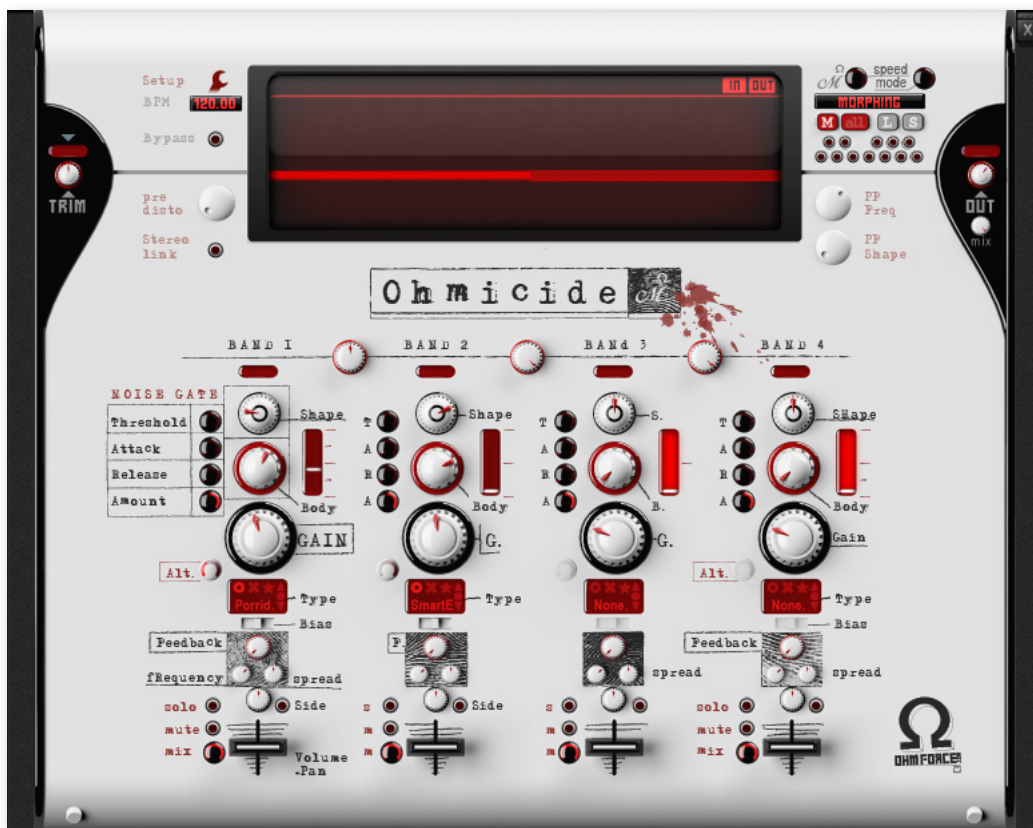 X
Setup
BPM 120.00
Bypass
IN OUT
speed
mode
MORPHING
M all L S
TRIM
pre
disto
Stereo
link
PP
Freq
PP
Shape
OUT
mix
Ohmicide
BAND 1 BAND 2 BANd 3 BAND 4
NOISE GATE
Threshold
Attack
Release
Amount
Shape
Body
GAIN
T
A
R
A
Shape
Body
G.
T
A
R
A
S.
B.
G.
T
A
R
A
SHape
Body
Gain
Alt.
Porrid.
Type
Bias
SmartE
Type
None.
Alt.
None.
Type
Bias
Feedback
fRequency
spread
F.
spread
Feedback
spread
solo
mute
mix
Side
Volume
+Pan
s
m
m
Side
s
m
m
solo
mute
mix
OHM FORCE